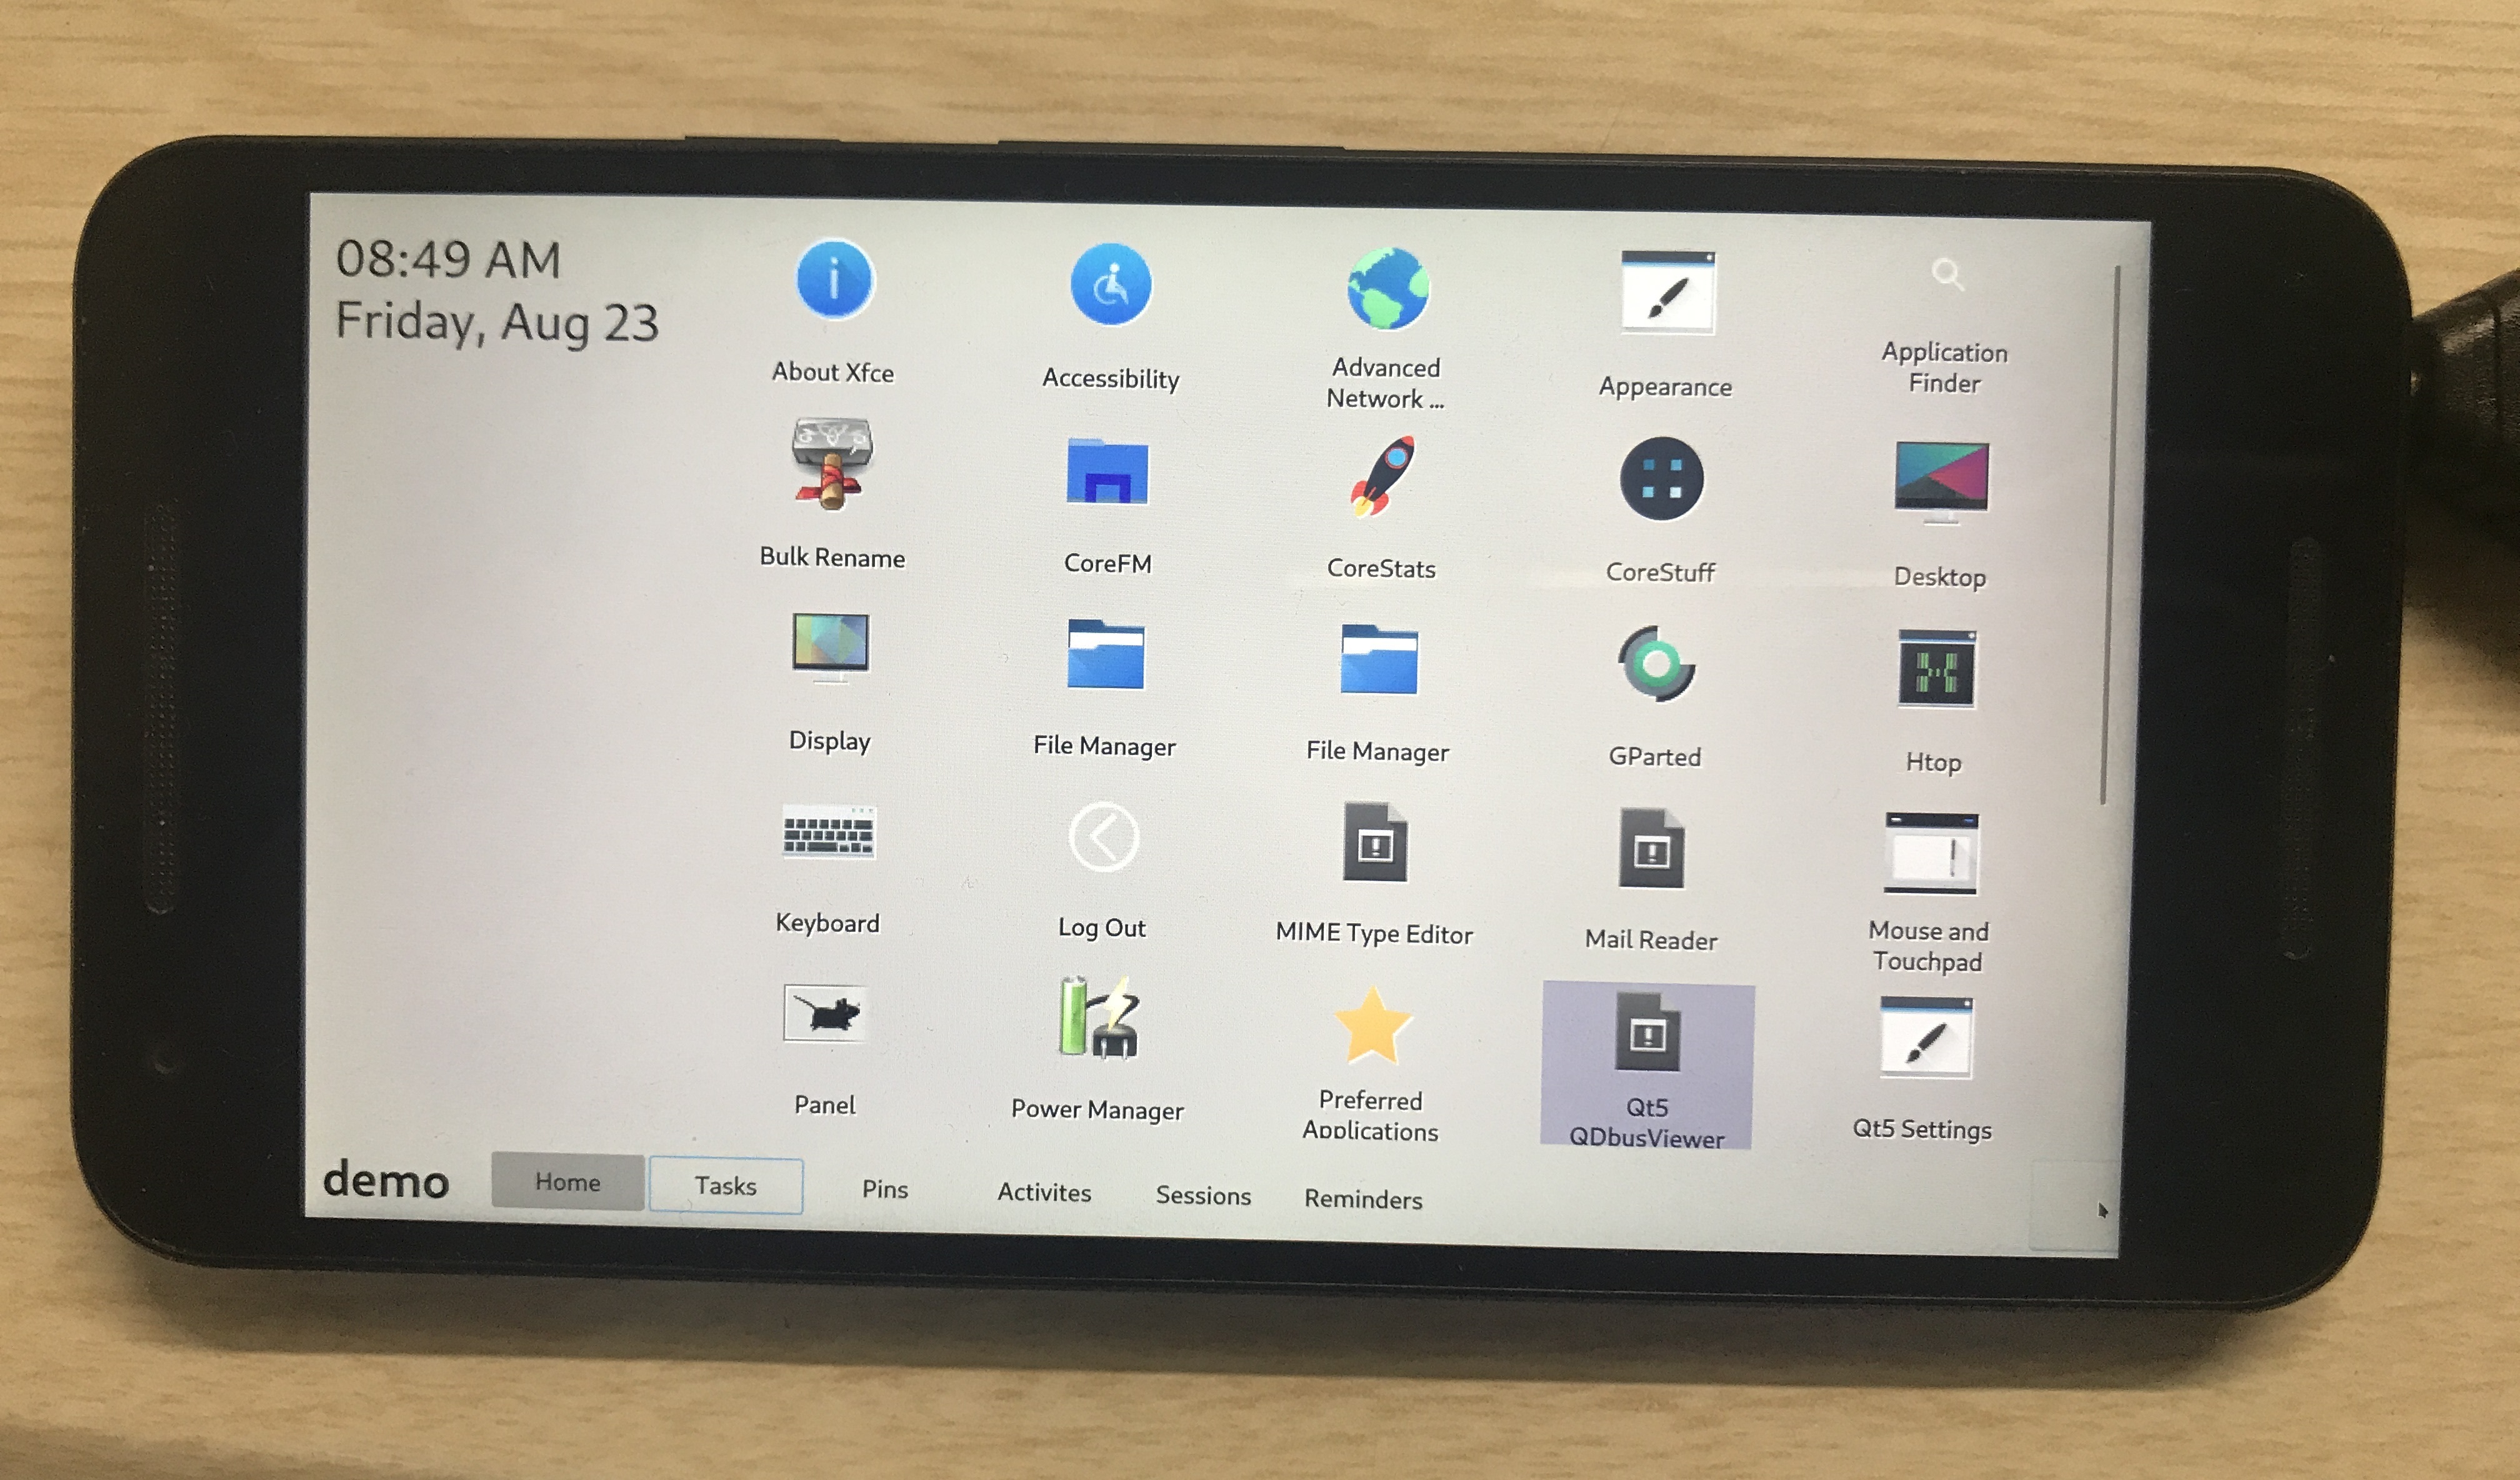 08:49 AM
Friday, Aug 23
About Xfce
Accessibility
Advanced
Network ...
Appearance
Application
Finder
Bulk Rename
CoreFM
CoreStats
CoreStuff
Desktop
Display
File Manager
File Manager
GParted
Htop
Keyboard
Log Out
MIME Type Editor
Mail Reader
Mouse and
Touchpad
Panel
Power Manager
Preferred
Applications
Qt5
QDbusViewer
Qt5 Settings
demo
Home
Tasks
Pins
Activites
Sessions
Reminders